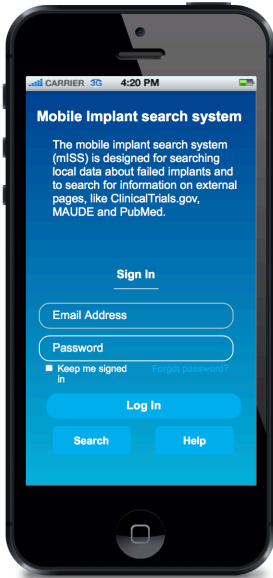 CARRIER 3G 4:20 PM
Mobile Implant search system
The mobile implant search system
(mISS) is designed for searching
local data about failed implants and
to search for information on external
pages, like ClinicalTrials.gov,
MAUDE and PubMed.
Sign In
Email Address
Password
Keep me signed
in
Forgot password?
Log In
Search
Help